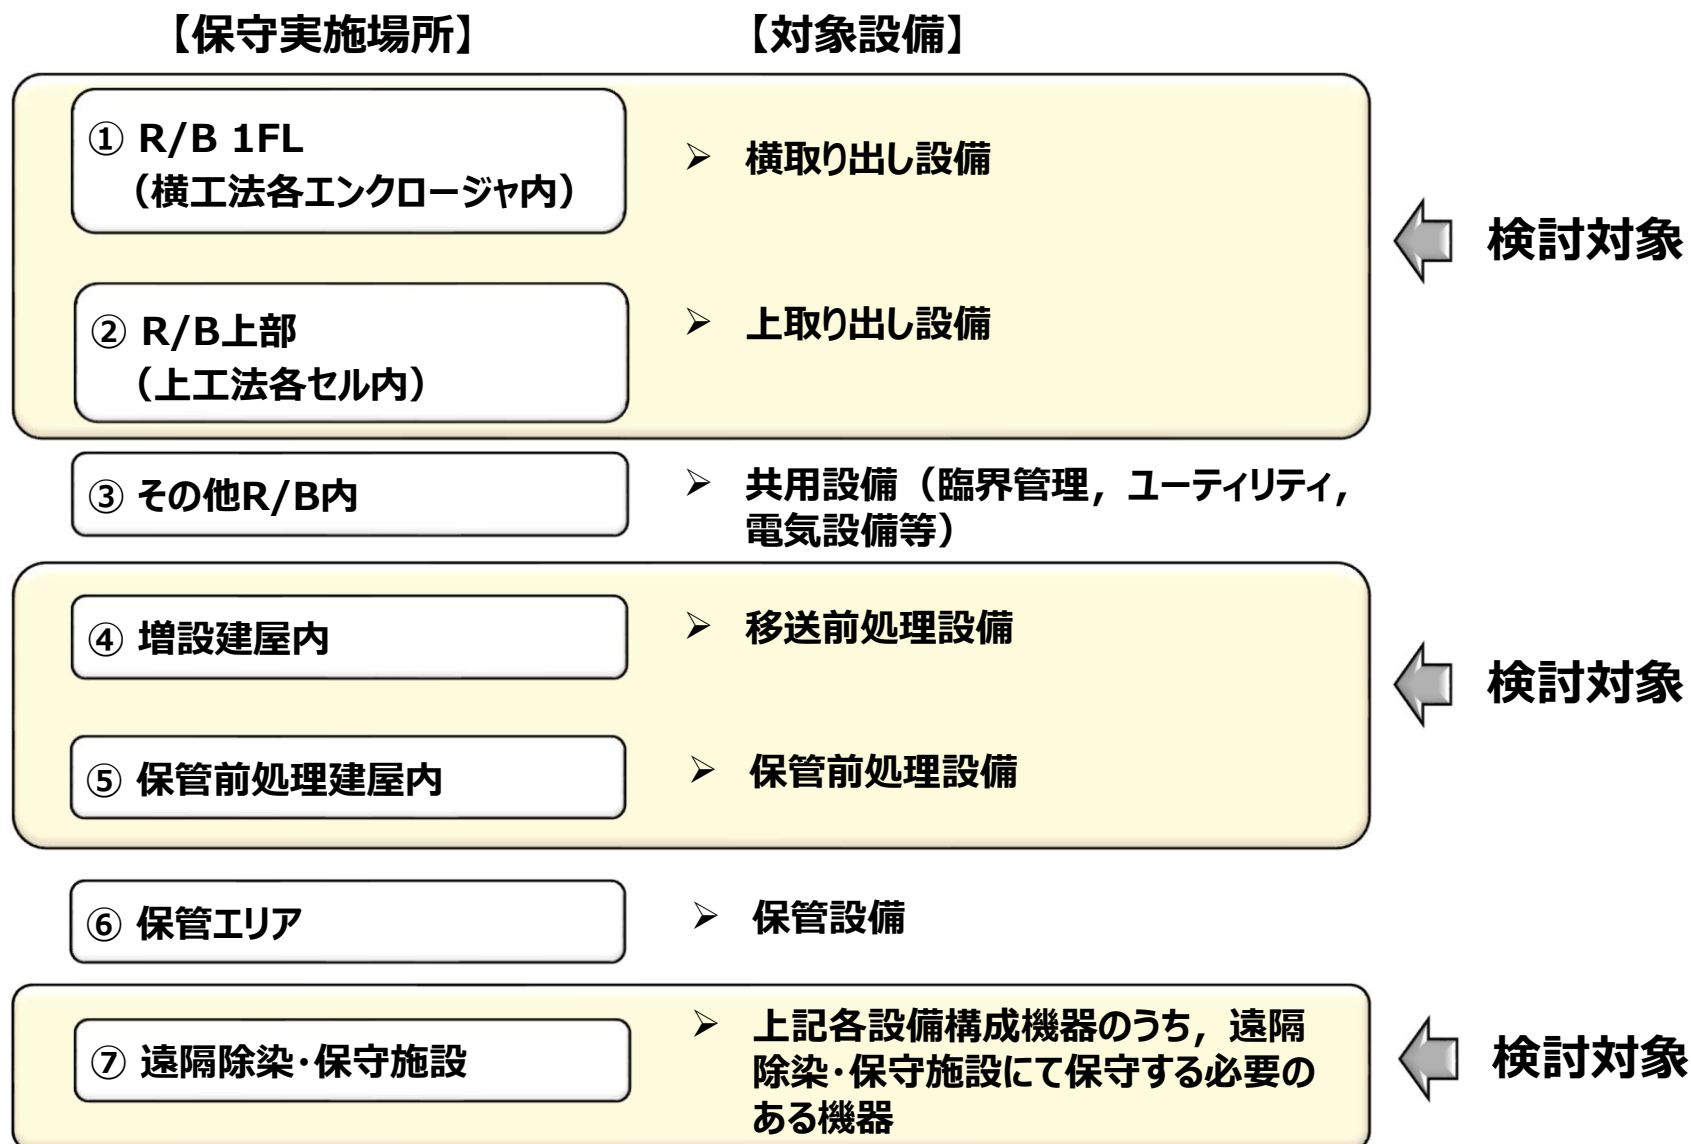 【保守実施場所】
【対象設備】
① R/B 1FL
（横工法各エンクロージャ内）
➢ 横取り出し設備
検討対象
② R/B上部
（上工法各セル内）
➢ 上取り出し設備
③ その他R/B内
➢ 共用設備（臨界管理，ユーティリティ，
電気設備等）
④ 増設建屋内
➢ 移送前処理設備
検討対象
⑤ 保管前処理建屋内
➢ 保管前処理設備
⑥ 保管エリア
➢ 保管設備
⑦ 遠隔除染・保守施設
➢ 上記各設備構成機器のうち，遠隔
除染・保守施設にて保守する必要の
ある機器
検討対象